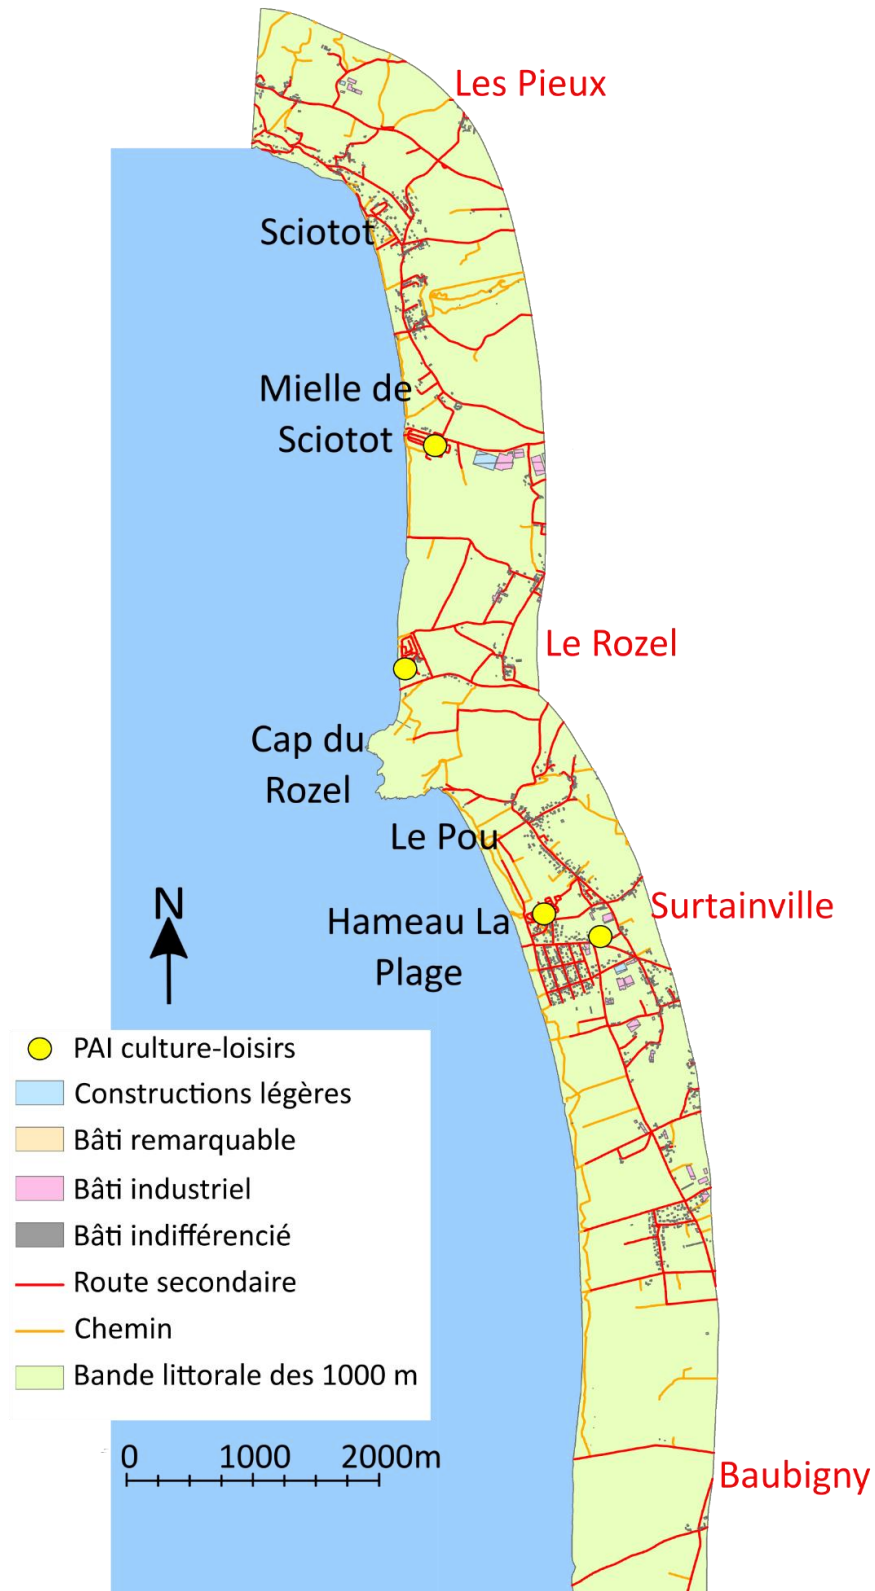 Les Pieux
Sciotot
Mielle de
Sciotot
Le Rozel
Cap du
Rozel
Le Pou
Surtainville
Hameau La
Plage
N
PAI culture-loisirs
Constructions légères
Bâti remarquable
Bâti industriel
Bâti indifférencié
Route secondaire
Chemin
Bande littorale des 1000 m
0 1000 2000m
Baubigny